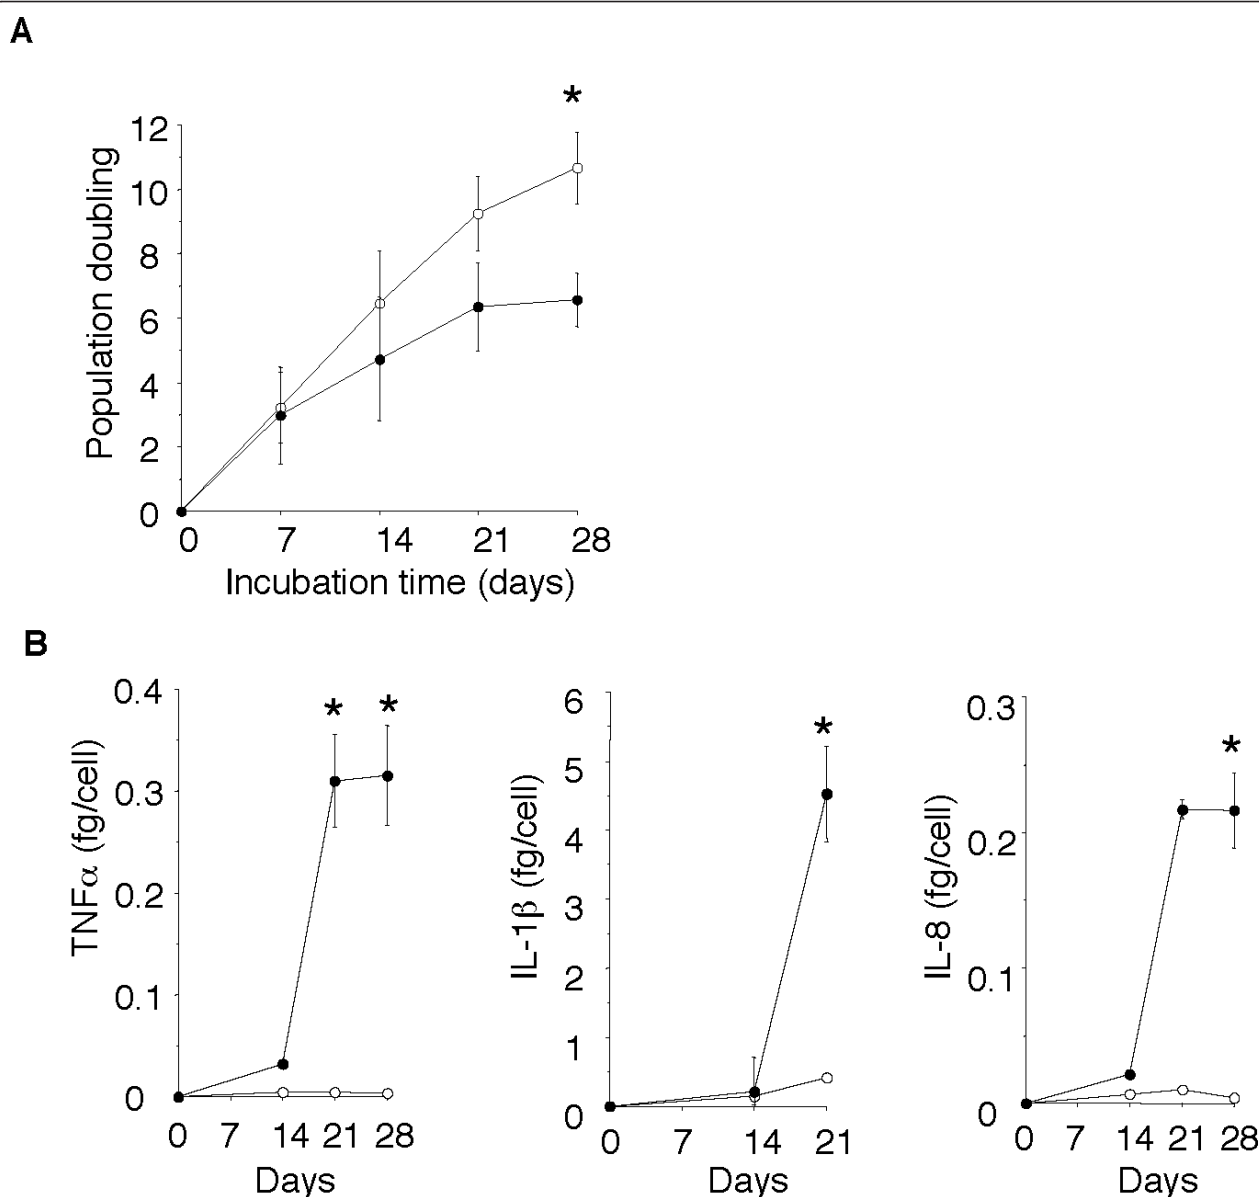 A
*
12
10
8
6
4
2
0
Population doubling
0 7 14 21 28
Incubation time (days)
B
0.4
0.3
0.2
0.1
0
TNFα (fg/cell)
* *
0 7 14 21 28
Days
6
5
4
3
2
1
0
IL-1β (fg/cell)
*
0 7 14 21
Days
0.3
0.2
0.1
0
IL-8 (fg/cell)
*
0 7 14 21 28
Days